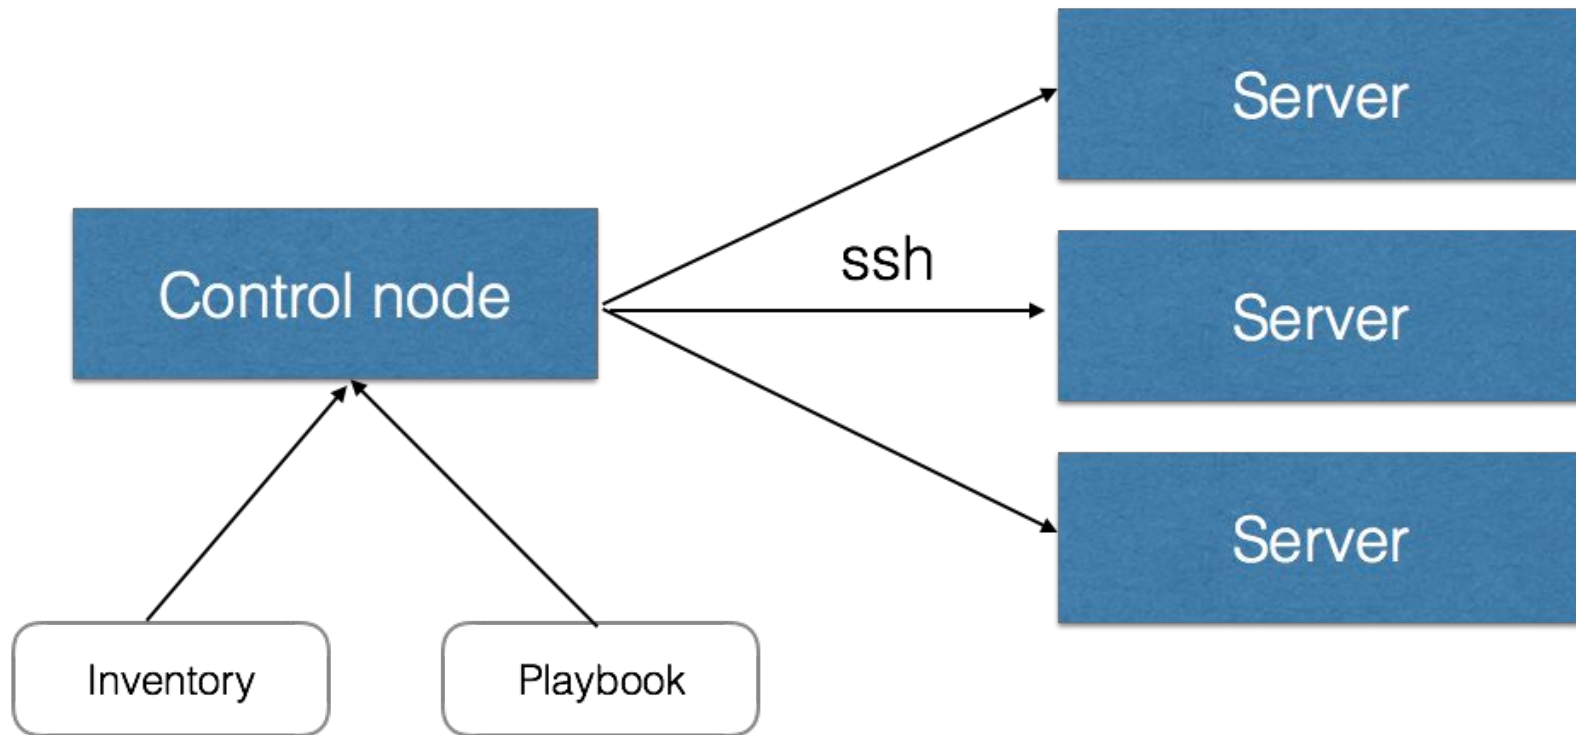 Server
Control node
ssh
Server
Server
Inventory
Playbook